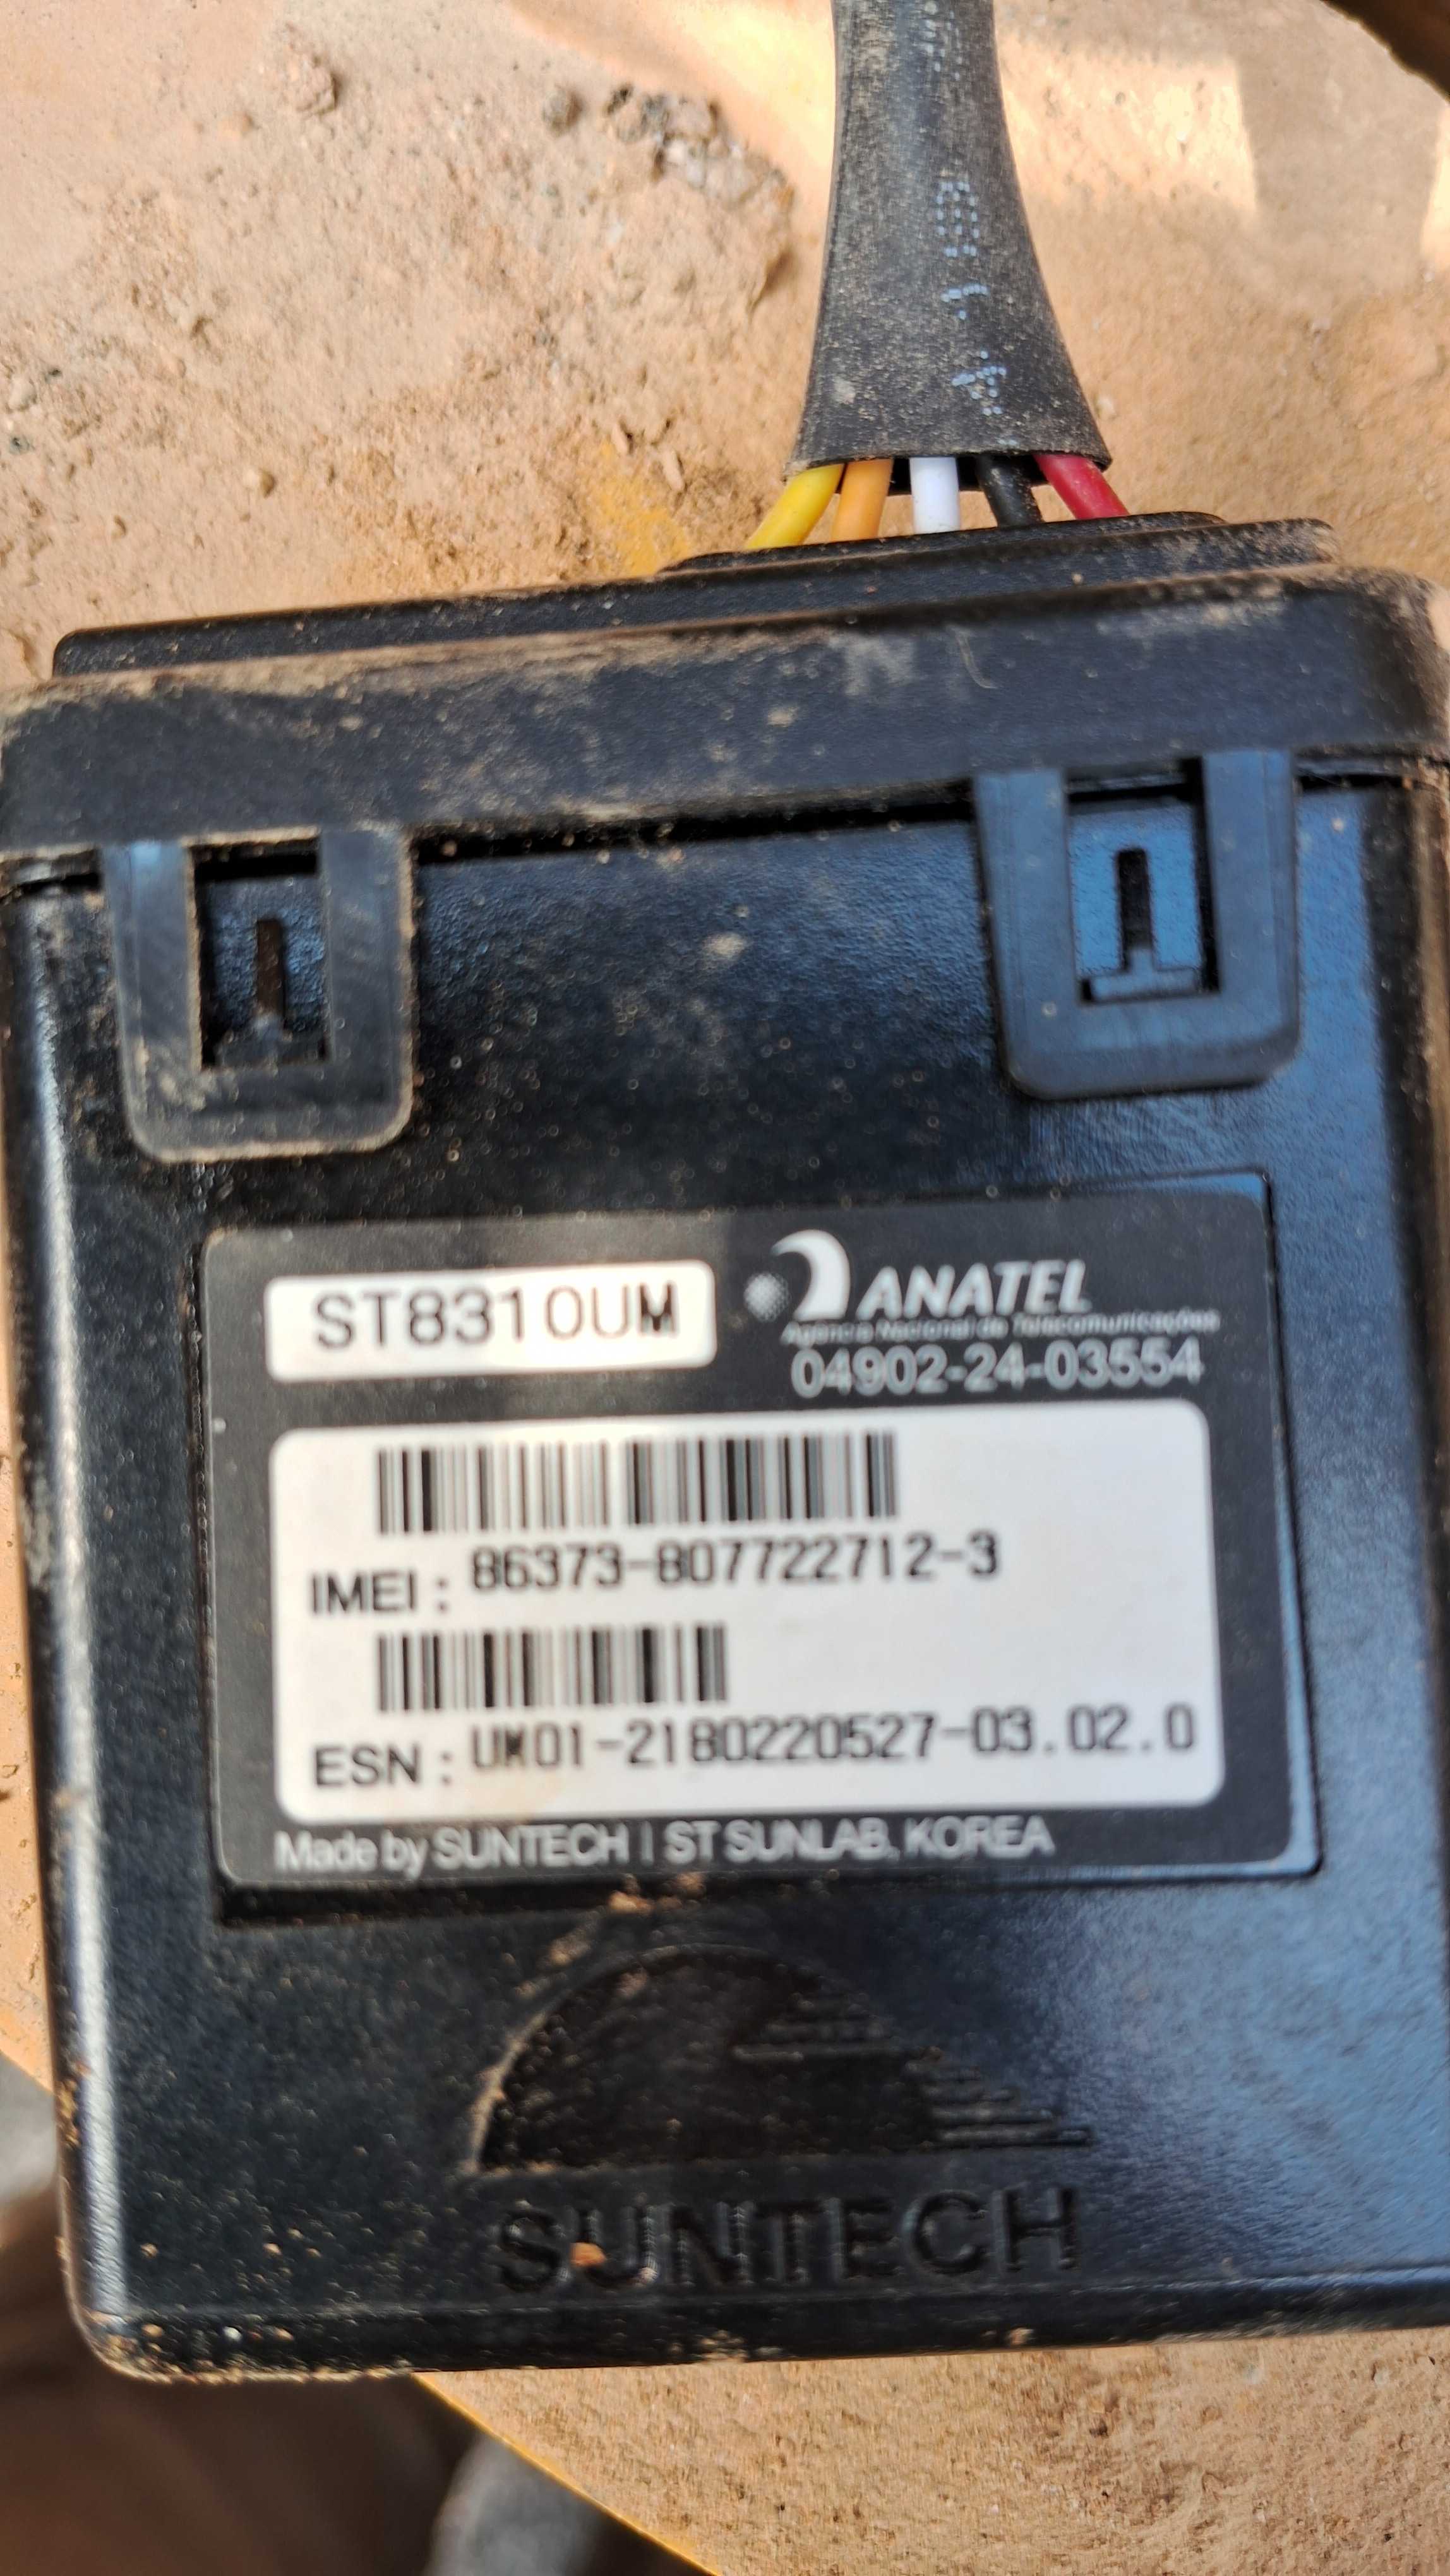 ST8310UM
ANATEL
Agência Nacional de Telecomunicações
04902-24-03554
IMEI : 86373-807722712-3
ESN : UM01-2180220527-03.02.0
Made by SUNTECH | ST SUNLAB, KOREA
SUNTECH